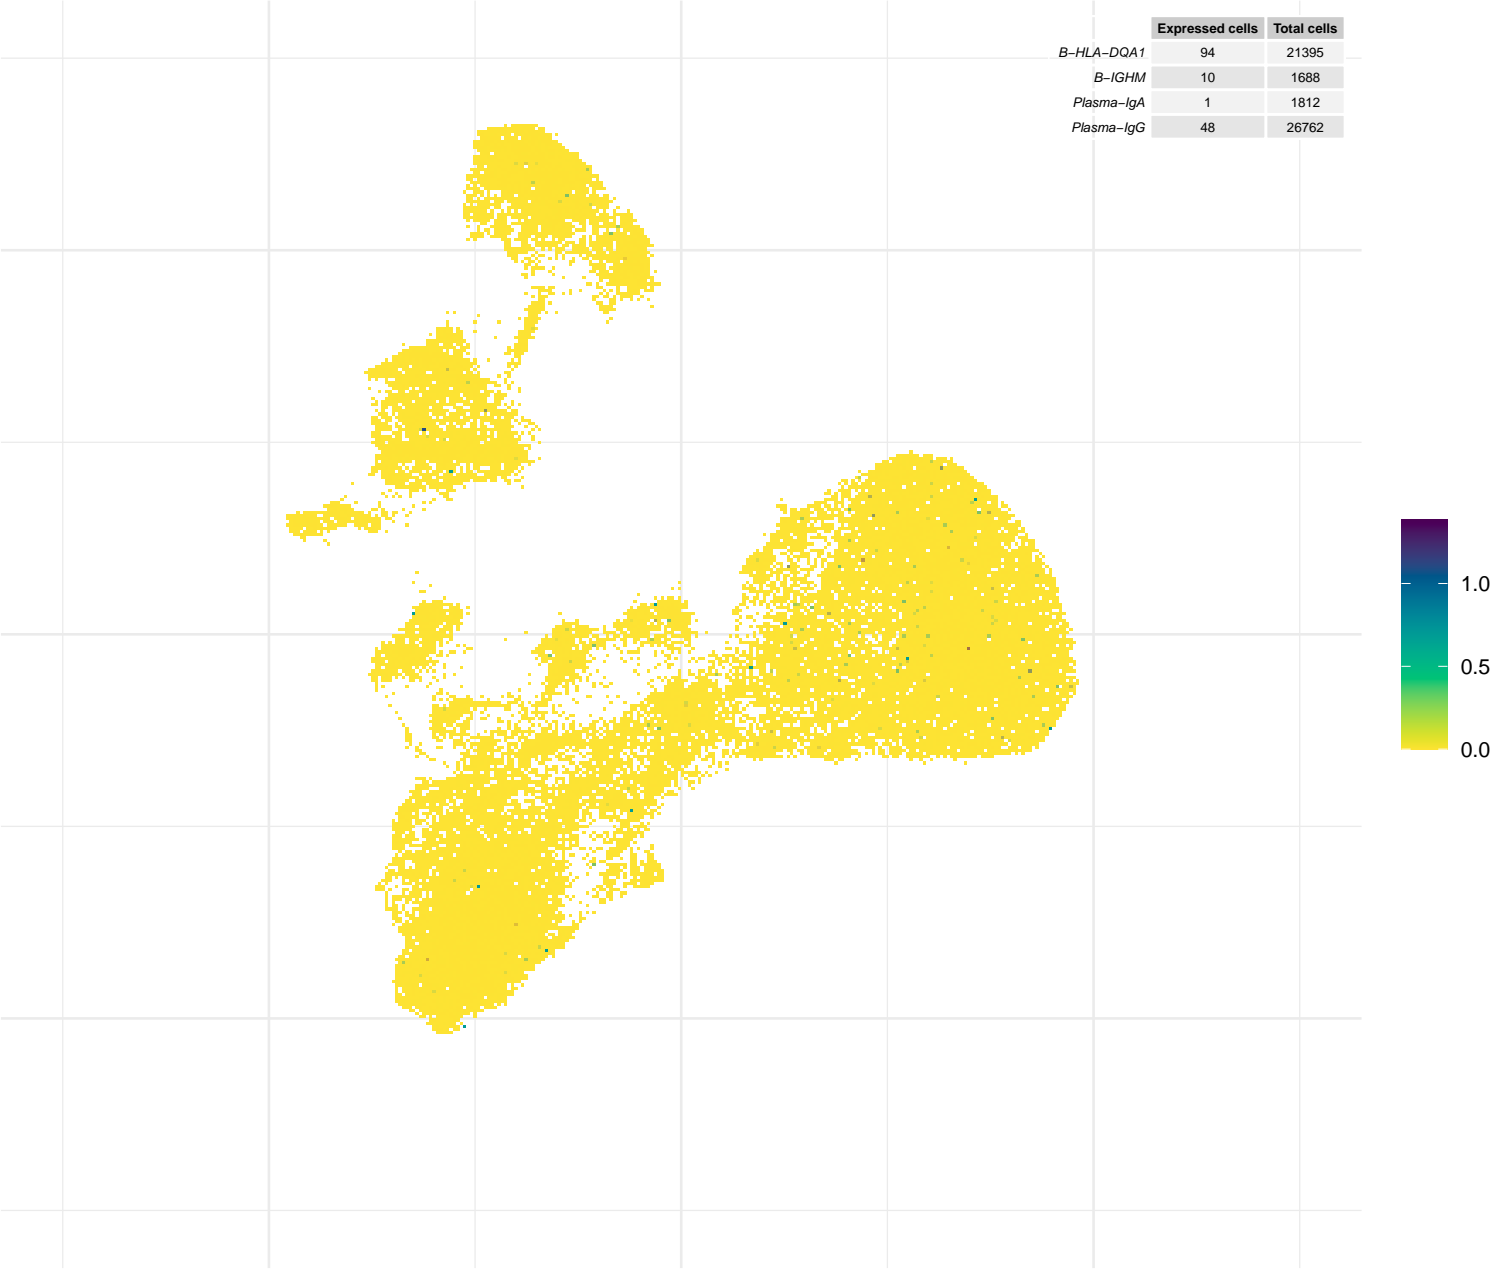 Expressed cells Total cells
B−HLA−DQA1 94 21395
B−IGHM 10 1688
Plasma−IgA 1 1812
Plasma−IgG 48 26762
1.0
0.5
0.0